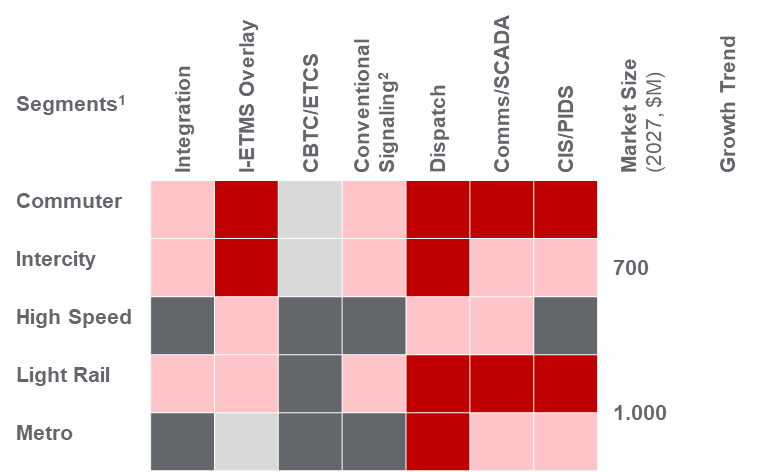 Segments¹
Integration
I-ETMS Overlay
CBTC/ETCS
Conventional
Signaling²
Dispatch
Comms/SCADA
CIS/PIDS
Market Size
(2027, $M)
Growth Trend
Commuter
Intercity
700
High Speed
Light Rail
1.000
Metro